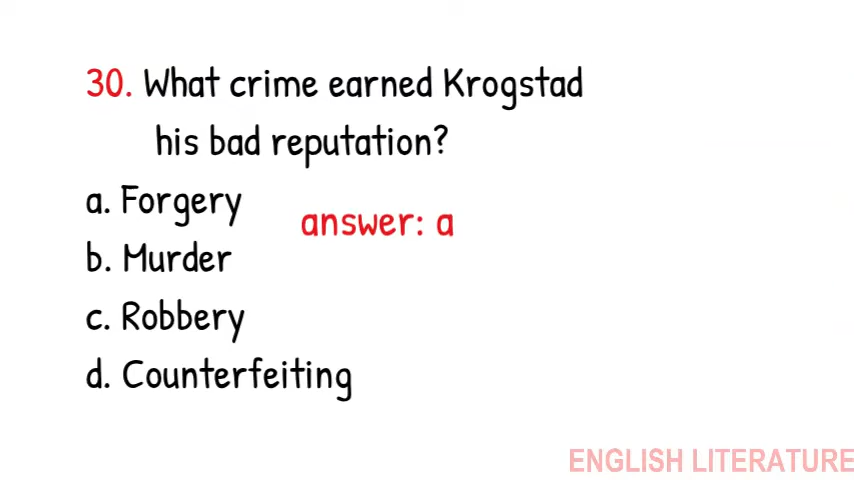 30. What crime earned Krogstad
his bad reputation?
a. Forgery
answer: a
b. Murder
c. Robbery
d. Counterfeiting
ENGLISH LITERATURE